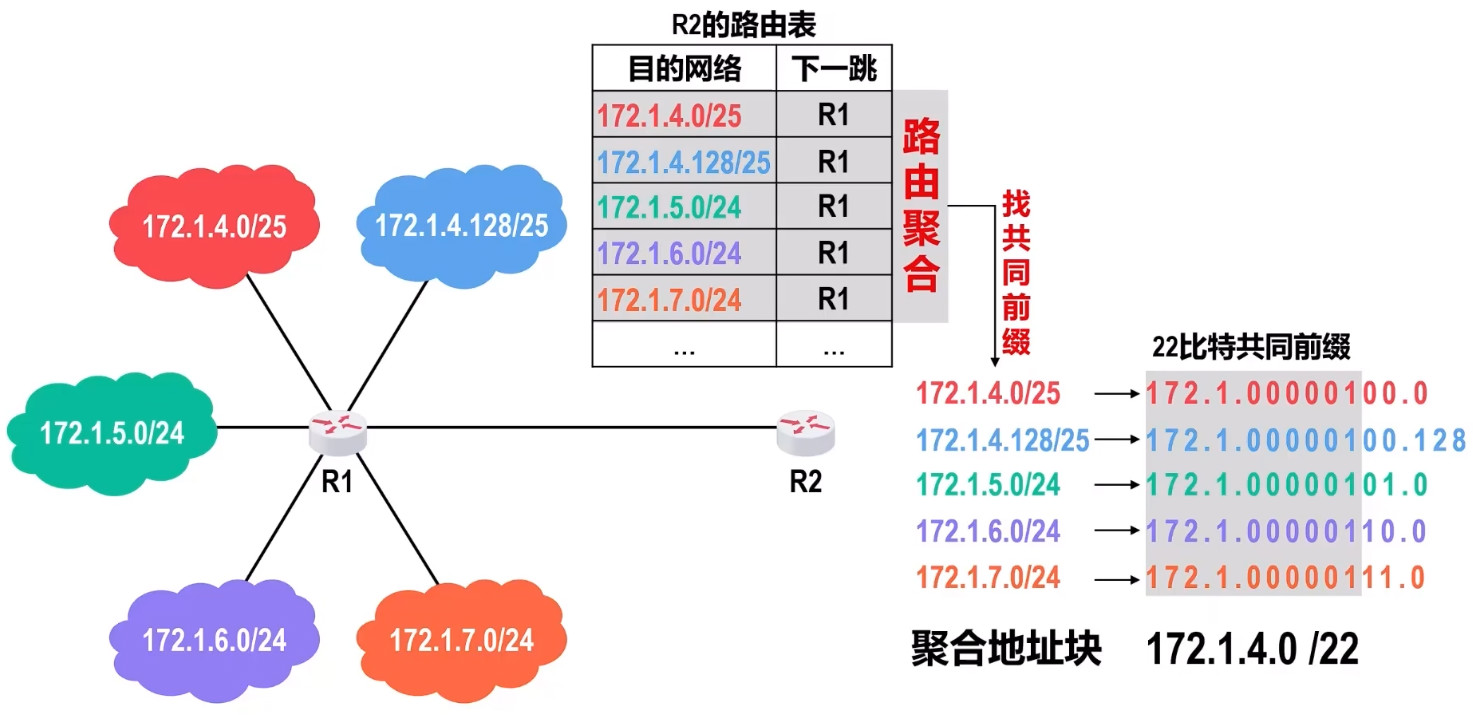 R2的路由表
目的网络 下一跳
172.1.4.0/25 R1
172.1.4.128/25 R1
172.1.5.0/24 R1
172.1.6.0/24 R1
172.1.7.0/24 R1
... ...
路由聚合
找共同前缀
172.1.4.0/25
172.1.4.128/25
172.1.5.0/24
R1
R2
172.1.6.0/24
172.1.7.0/24
22比特共同前缀
172.1.4.0/25 172.1.00000100.0
172.1.4.128/25 172.1.00000100.128
172.1.5.0/24 172.1.00000101.0
172.1.6.0/24 172.1.00000110.0
172.1.7.0/24 172.1.00000111.0
聚合地址块 172.1.4.0 /22